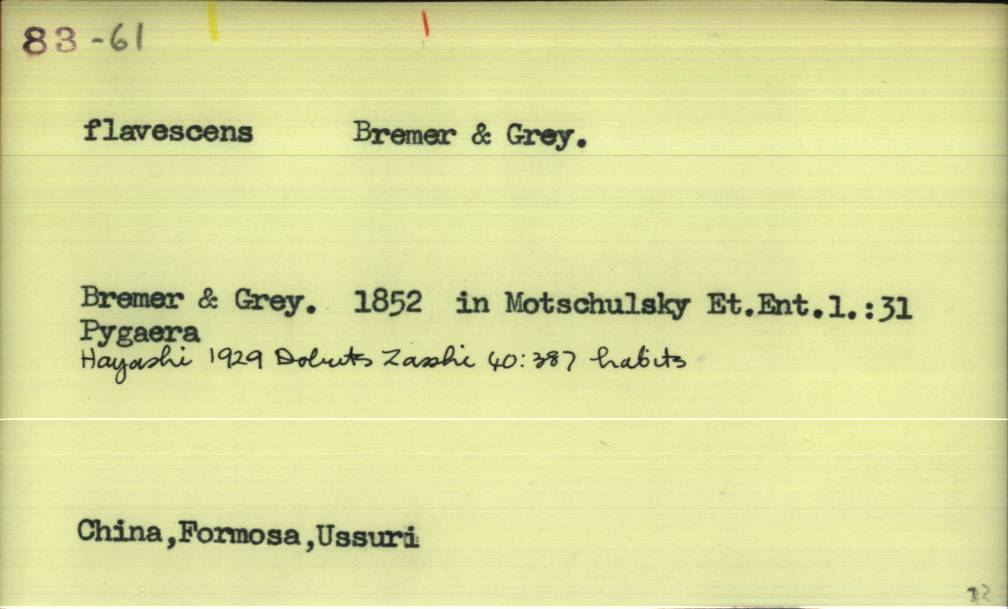 83-61
flavescens Bremer & Grey.
Bremer & Grey. 1852 in Motschulsky Et.Ent.1.:31
Pygaera
Hayashi 1929 Dobuts Zasshi 40:387 habits
China,Formosa,Ussuri